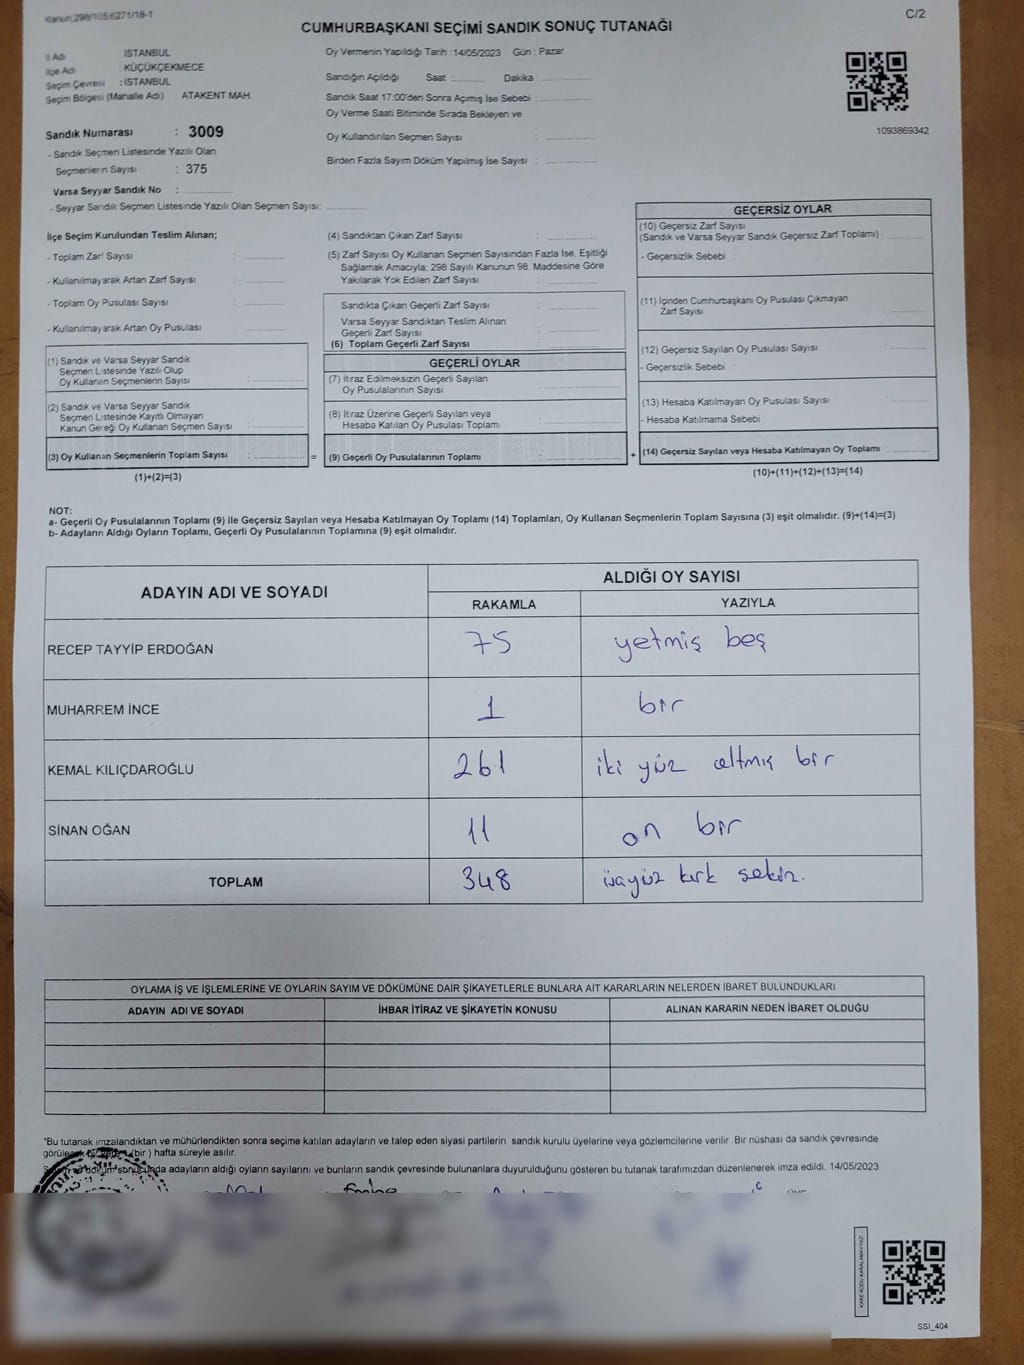 Kanun 298/105:6271/18-1
C/2
CUMHURBAŞKANI SEÇİMİ SANDIK SONUÇ TUTANAĞI
İl Adı İSTANBUL
İlçe Adı KÜÇÜKÇEKMECE
Seçim Çevresi : İSTANBUL
Seçim Bölgesi (Mahalle Adı) ATAKENT MAH.
Sandık Numarası : 3009
- Sandık Seçmen Listesinde Yazılı Olan
Seçmenlerin Sayısı : 375
Varsa Seyyar Sandık No :
- Seyyar Sandık Seçmen Listesinde Yazılı Olan Seçmen Sayısı:
Oy Vermenin Yapıldığı Tarih : 14/05/2023 Gün : Pazar
Sandığın Açıldığı Saat : Dakika :
Sandık Saat 17:00'den Sonra Açımış İse Sebebi :
Oy Verme Saati Bitiminde Sırada Bekleyen ve
Oy Kullandırılan Seçmen Sayısı :
Birden Fazla Sayım Döküm Yapılmış İse Sayısı :
1093869342
İlçe Seçim Kurulundan Teslim Alınan;
- Toplam Zarf Sayısı :
- Kullanılmayarak Artan Zarf Sayısı :
- Toplam Oy Pusulası Sayısı :
- Kullanılmayarak Artan Oy Pusulası :
(1) Sandık ve Varsa Seyyar Sandık
Seçmen Listesinde Yazılı Olup
Oy Kullanan Seçmenlerin Sayısı :
(2) Sandık ve Varsa Seyyar Sandık
Seçmen Listesinde Kayıtlı Olmayan
Kanun Gereği Oy Kullanan Seçmen Sayısı :
(3) Oy Kullanan Seçmenlerin Toplam Sayısı :
(1)+(2)=(3)
(4) Sandıktan Çıkan Zarf Sayısı :
(5) Zarf Sayısı Oy Kullanan Seçmen Sayısından Fazla İse, Eşitliği
Sağlamak Amacıyla; 298 Sayılı Kanunun 98. Maddesine Göre
Yakılarak Yok Edilen Zarf Sayısı :
Sandıkta Çıkan Geçerli Zarf Sayısı :
Varsa Seyyar Sandıktan Teslim Alınan
Geçerli Zarf Sayısı :
(6) Toplam Geçerli Zarf Sayısı :
GEÇERLİ OYLAR
(7) İtiraz Edilmeksizin Geçerli Sayılan
Oy Pusulalarının Sayısı :
(8) İtiraz Üzerine Geçerli Sayılan veya
Hesaba Katılan Oy Pusulası Toplamı :
= (9) Geçerli Oy Pusulalarının Toplamı :
GEÇERSİZ OYLAR
(10) Geçersiz Zarf Sayısı
(Sandık ve Varsa Seyyar Sandık Geçersiz Zarf Toplamı) :
- Geçersizlik Sebebi :
(11) İçinden Cumhurbaşkanı Oy Pusulası Çıkmayan
Zarf Sayısı :
(12) Geçersiz Sayılan Oy Pusulası Sayısı :
- Geçersizlik Sebebi :
(13) Hesaba Katılmayan Oy Pusulası Sayısı :
- Hesaba Katılmama Sebebi :
+ (14) Geçersiz Sayılan veya Hesaba Katılmayan Oy Toplamı :
(10)+(11)+(12)+(13)=(14)
NOT:
a- Geçerli Oy Pusulalarının Toplamı (9) ile Geçersiz Sayılan veya Hesaba Katılmayan Oy Toplamı (14) Toplamları, Oy Kullanan Seçmenlerin Toplam Sayısına (3) eşit olmalıdır. (9)+(14)=(3)
b- Adayların Aldığı Oyların Toplamı, Geçerli Oy Pusulalarının Toplamına (9) eşit olmalıdır.
ADAYIN ADI VE SOYADI ALDIĞI OY SAYISI
RAKAMLA YAZIYLA
RECEP TAYYİP ERDOĞAN 75 yetmiş beş
MUHARREM İNCE 1 bir
KEMAL KILIÇDAROĞLU 261 iki yüz altmış bir
SİNAN OĞAN 11 on bir
TOPLAM 348 üçyüz kırk sekiz.
OYLAMA İŞ VE İŞLEMLERİNE VE OYLARIN SAYIM VE DÖKÜMÜNE DAİR ŞİKAYETLERLE BUNLARA AİT KARARLARIN NELERDEN İBARET BULUNDUKLARI
ADAYIN ADI VE SOYADI İHBAR İTİRAZ VE ŞİKAYETİN KONUSU ALINAN KARARIN NEDEN İBARET OLDUĞU
*Bu tutanak imzalandıktan ve mühürlendikten sonra seçime katılan adayların ve talep eden siyasi partilerin sandık kurulu üyelerine veya gözlemcilerine verilir. Bir nüshası da sandık çevresinde
(bir) hafta süreyle asılır.
adayların aldığı oyların sayılarını ve bunların sandık çevresinde bulunanlara duyurulduğunu gösteren bu tutanak tarafımızdan düzenlenerek imza edildi. 14/05/2023
KARE KODU KARALAMAYINIZ!
SSI_404